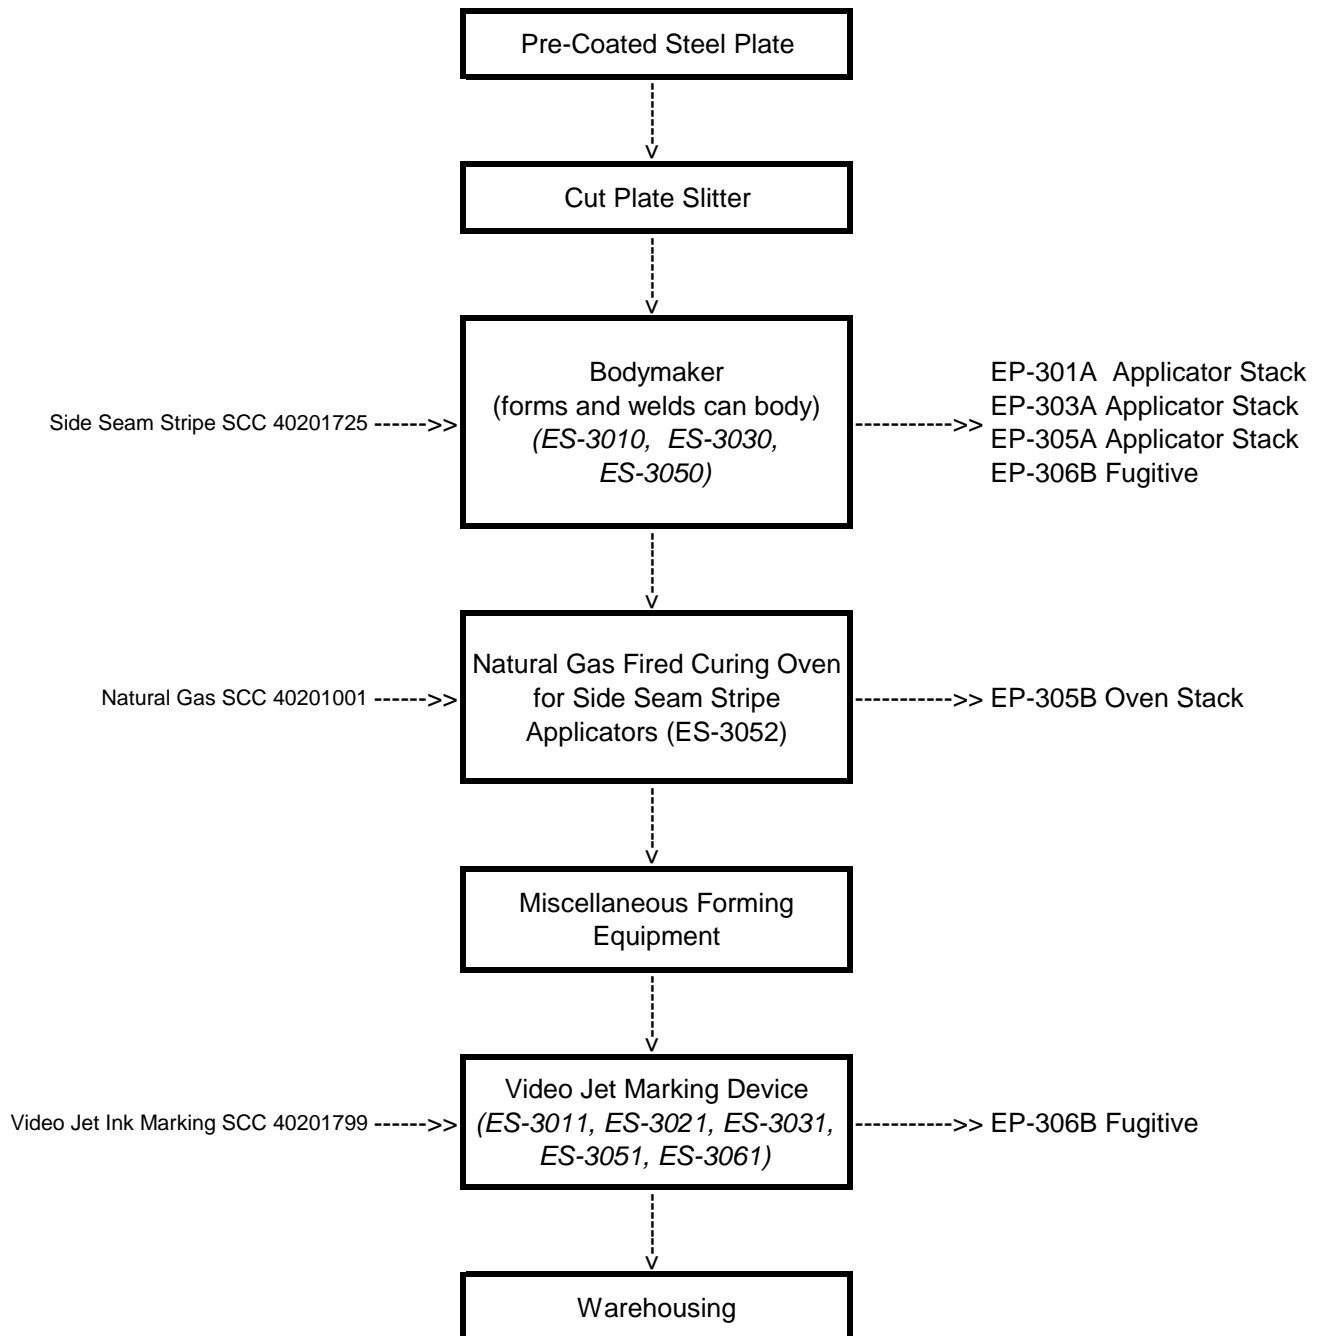 Pre-Coated Steel Plate
Cut Plate Slitter
Bodymaker
(forms and welds can body)
(ES-3010, ES-3030,
ES-3050)
Side Seam Stripe SCC 40201725 ------>>
----------->> EP-301A Applicator Stack
EP-303A Applicator Stack
EP-305A Applicator Stack
EP-306B Fugitive
Natural Gas Fired Curing Oven
for Side Seam Stripe
Applicators (ES-3052)
Natural Gas SCC 40201001 ------>>
----------->> EP-305B Oven Stack
Miscellaneous Forming
Equipment
Video Jet Marking Device
(ES-3011, ES-3021, ES-3031,
ES-3051, ES-3061)
Video Jet Ink Marking SCC 40201799 ------>>
----------->> EP-306B Fugitive
Warehousing